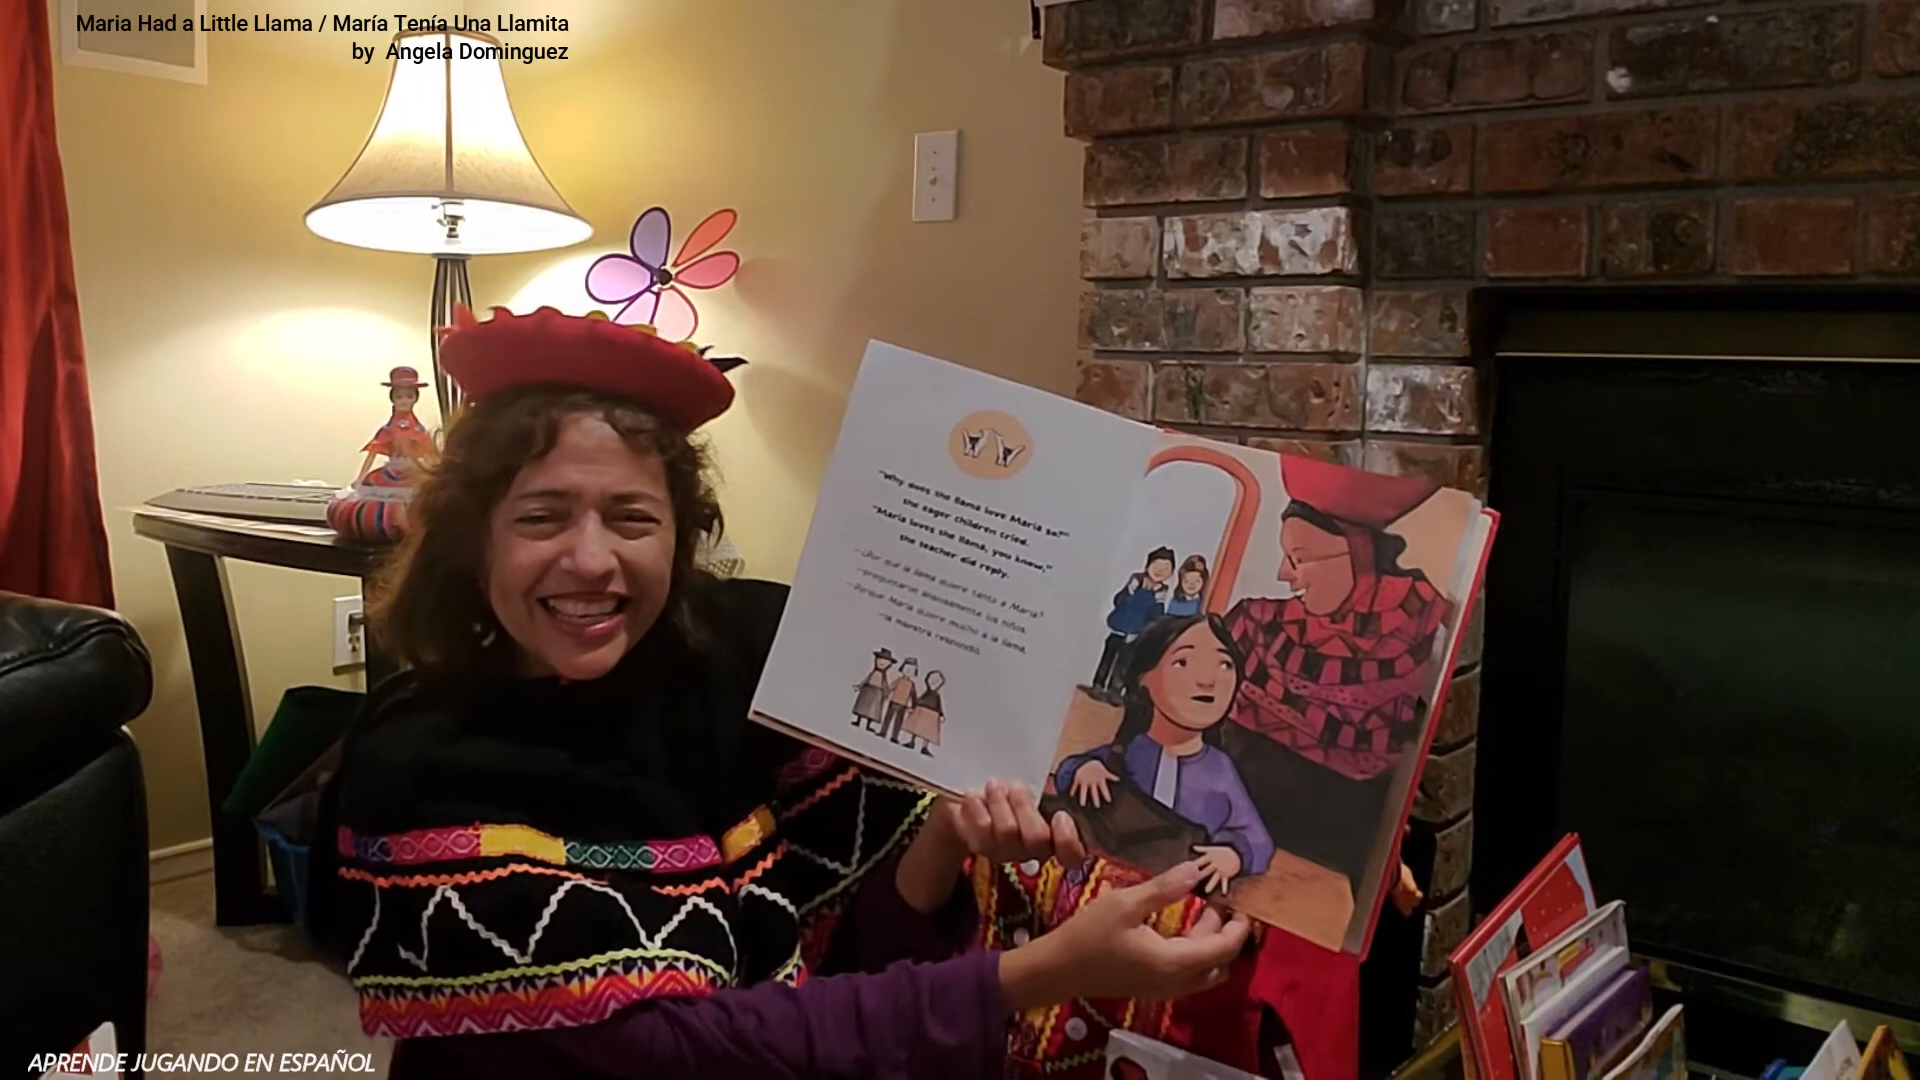 Maria Had a Little Llama / María Tenía Una Llamita
by Angela Dominguez
"Why does the llama love Maria so?"
the eager children cried.
"Maria loves the llama, you know,"
the teacher did reply.
—¿Por qué la llama quiere tanto a María?
—preguntaron ansiosamente los niños.
—Porque María quiere mucho a la llama,
—la maestra respondió.
APRENDE JUGANDO EN ESPAÑOL